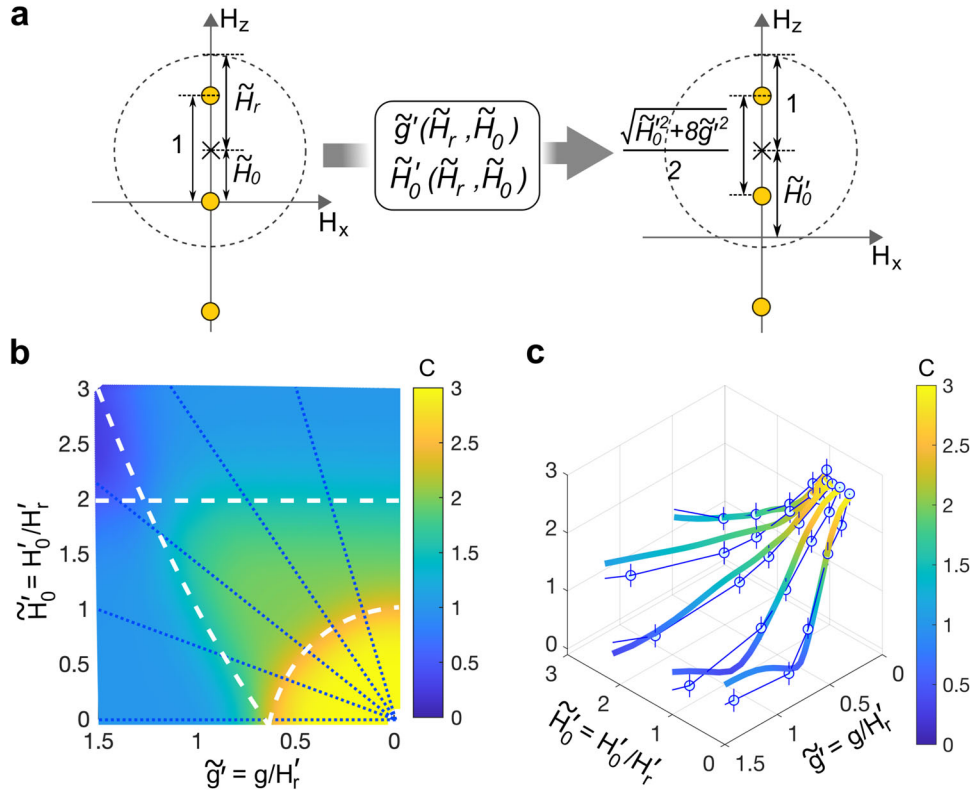 a
H_z
H̃_r
1
H̃_0
H_x
g̃′(H̃_r, H̃_0)
H̃′_0(H̃_r, H̃_0)
H_z
√(H̃′_0² + 8g̃′²)
2
1
H̃′_0
H_x
b
C
3
2.5
2
1.5
1
0.5
0
H̃′_0 = H′_0/H′_r
1.5
1
0.5
0
g̃′ = g/H′_r
3
2.5
2
1.5
1
0.5
0
c
C
3
2
1
0
3
2
1
0
H̃′_0 = H′_0/H′_r
1.5
1
0.5
0
g̃′ = g/H′_r
3
2.5
2
1.5
1
0.5
0